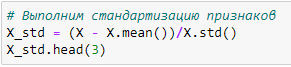 # Выполним стандартизацию признаков
X_std = (X - X.mean())/X.std()
X_std.head(3)